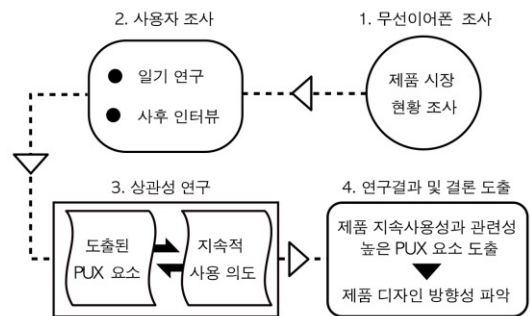 1. 무선이어폰 조사
제품 시장
현황 조사
2. 사용자 조사
일기 연구
사후 인터뷰
3. 상관성 연구
도출된
PUX 요소
지속적
사용 의도
4. 연구결과 및 결론 도출
제품 지속사용성과 관련성
높은 PUX 요소 도출
제품 디자인 방향성 파악